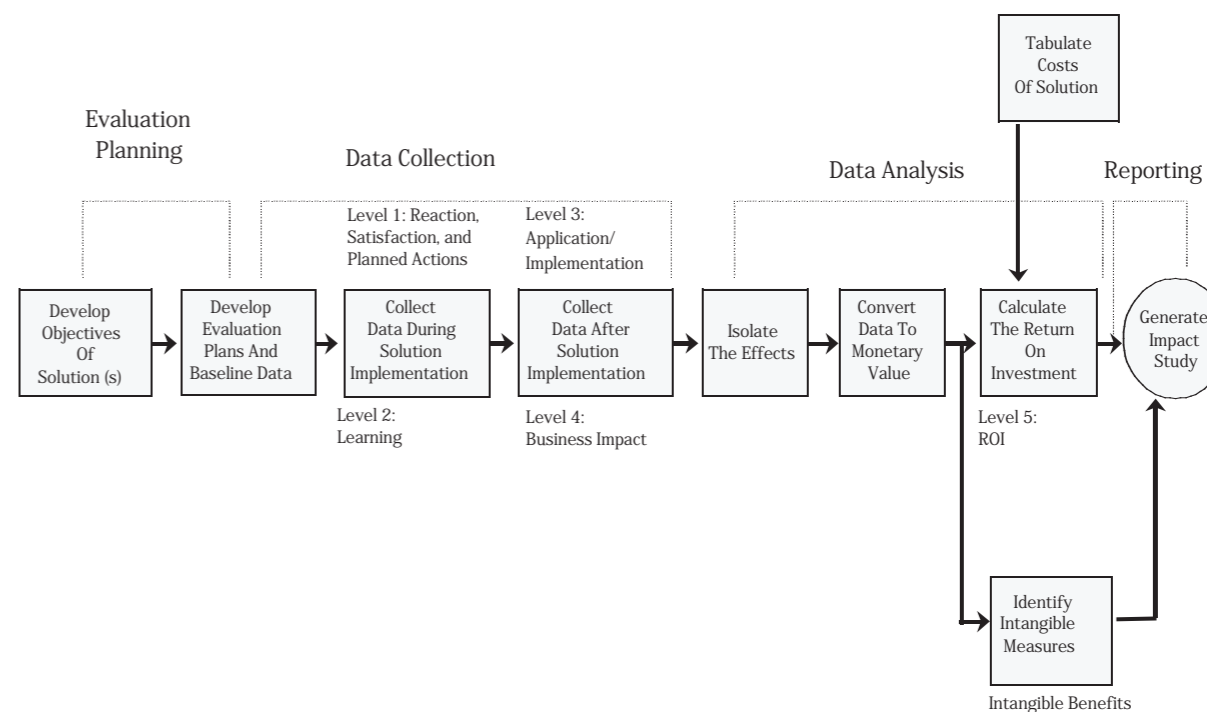 Tabulate
Costs
Of Solution
Evaluation
Planning
Data Collection
Data Analysis
Reporting
Level 1: Reaction,
Satisfaction, and
Planned Actions
Level 3:
Application/
Implementation
Develop
Objectives
Of
Solution (s)
Develop
Evaluation
Plans And
Baseline Data
Collect
Data During
Solution
Implementation
Collect
Data After
Solution
Implementation
Isolate
The Effects
Convert
Data To
Monetary
Value
Calculate
The Return
On
Investment
Generate
Impact
Study
Level 2:
Learning
Level 4:
Business Impact
Level 5:
ROI
Identify
Intangible
Measures
Intangible Benefits